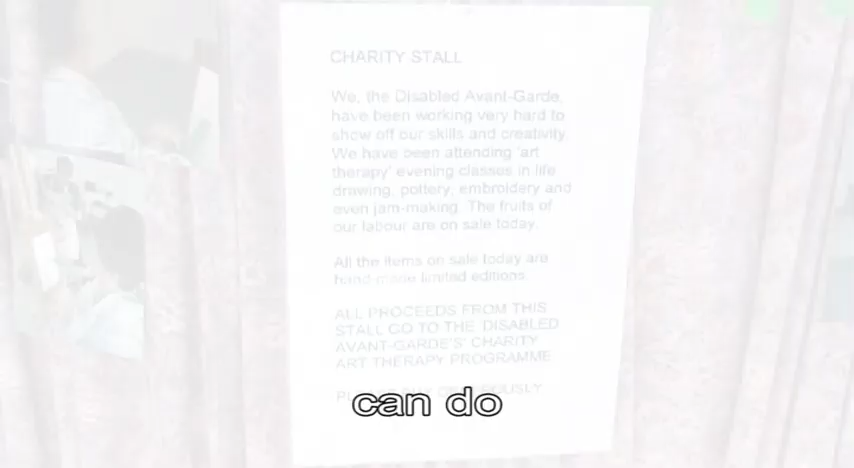 CHARITY STALL
We, the Disabled Avant-Garde,
have been working very hard to
show off our skills and creativity.
We have been attending 'art
therapy' evening classes in life
drawing, pottery, embroidery and
even jam-making. The fruits of
our labour are on sale today.
All the items on sale today are
hand-made limited editions.
ALL PROCEEDS FROM THIS
STALL GO TO THE 'DISABLED
AVANT-GARDE'S' CHARITY
ART THERAPY PROGRAMME
can do